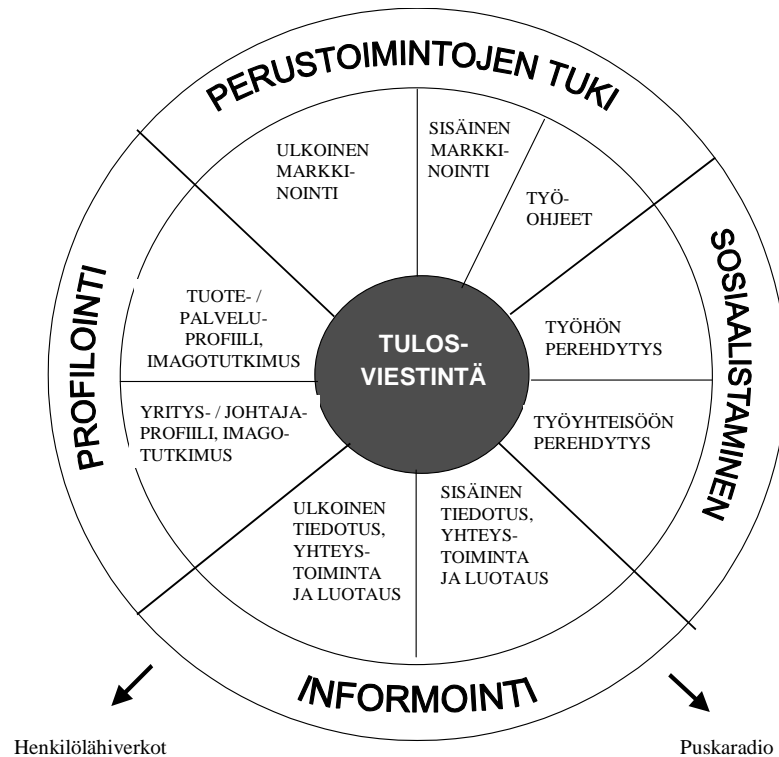 PERUSTOIMINTOJEN TUKI
ULKOINEN
MARKKI-
NOINTI
SISÄINEN
MARKKI-
NOINTI
TYÖ-
OHJEET
SOSIAALISTAMINEN
TYÖHÖN
PEREHDYTYS
TYÖYHTEISÖÖN
PEREHDYTYS
TULOS-
VIESTINTÄ
PROFILOINTI
TUOTE- /
PALVELU-
PROFIILI,
IMAGOTUTKIMUS
YRITYS- / JOHTAJA-
PROFIILI, IMAGO-
TUTKIMUS
ULKOINEN
TIEDOTUS,
YHTEYS-
TOIMINTA
JA LUOTAUS
SISÄINEN
TIEDOTUS,
YHTEYS-
TOIMINTA
JA LUOTAUS
INFORMOINTI
Henkilölähiverkot
Puskaradio